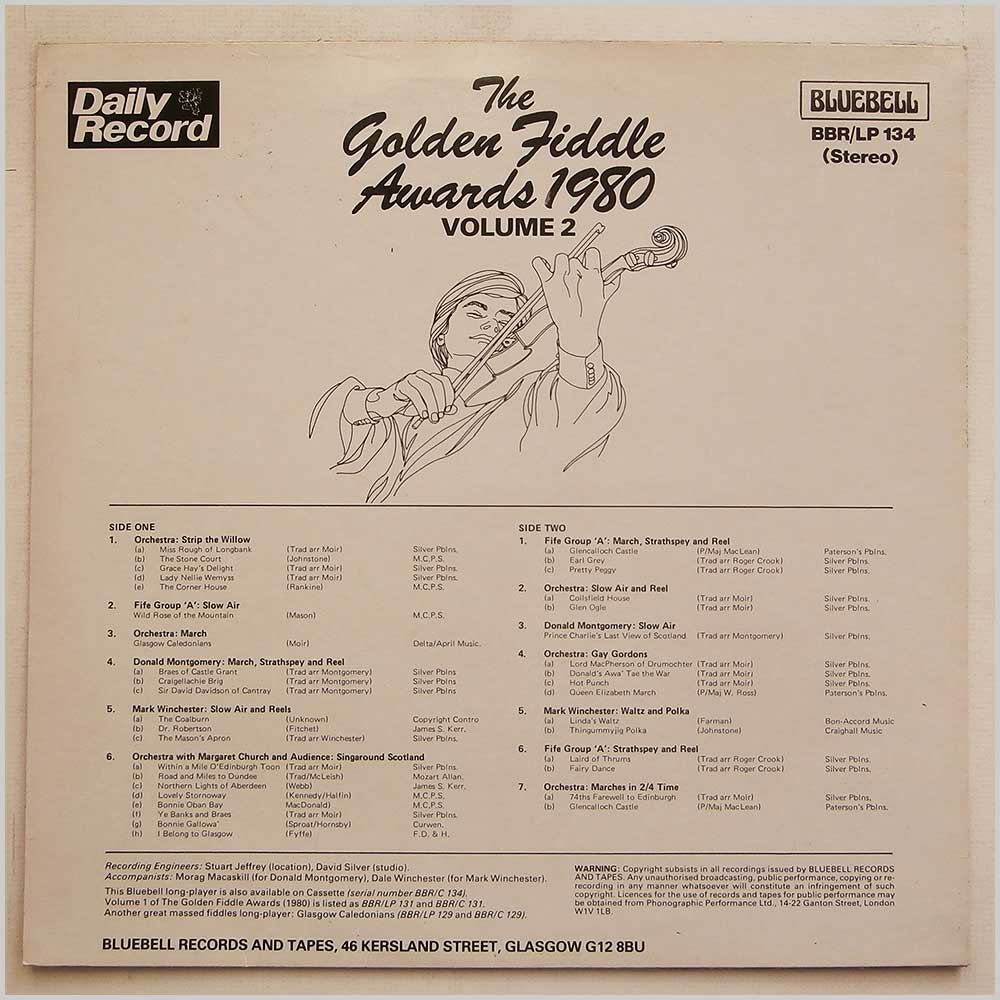 Daily
Record
The
Golden Fiddle
Awards 1980
VOLUME 2
BLUEBELL
BBR/LP 134
(Stereo)
SIDE ONE
1. Orchestra: Strip the Willow
(a) Miss Rough of Longbank (Trad arr Moir) Silver Pblns.
(b) The Stone Court (Johnstone) M.C.P.S.
(c) Grace Hay's Delight (Trad arr Moir) Silver Pblns.
(d) Lady Nellie Wemyss (Trad arr Moir) Silver Pblns.
(e) The Corner House (Rankine) M.C.P.S.
2. Fife Group 'A': Slow Air
Wild Rose of the Mountain (Mason) M.C.P.S.
3. Orchestra: March
Glasgow Caledonians (Moir) Delta/April Music.
4. Donald Montgomery: March, Strathspey and Reel
(a) Braes of Castle Grant (Trad arr Montgomery) Silver Pblns
(b) Craigellachie Brig (Trad arr Montgomery) Silver Pblns
(c) Sir David Davidson of Cantray (Trad arr Montgomery) Silver Pblns
5. Mark Winchester: Slow Air and Reels
(a) The Coalburn (Unknown) Copyright Contro
(b) Dr. Robertson (Fitchet) James S. Kerr.
(c) The Mason's Apron (Trad arr Winchester) Silver Pblns.
6. Orchestra with Margaret Church and Audience: Singaround Scotland
(a) Within a Mile O'Edinburgh Toon (Trad arr Moir) Silver Pblns.
(b) Road and Miles to Dundee (Trad/McLeish) Mozart Allan.
(c) Northern Lights of Aberdeen (Webb) James S. Kerr.
(d) Lovely Stornoway (Kennedy/Halfin) M.C.P.S.
(e) Bonnie Oban Bay MacDonald) M.C.P.S.
(f) Ye Banks and Braes (Trad arr Moir) Silver Pblns.
(g) Bonnie Gallowa' (Sproat/Hornsby) Curwen.
(h) I Belong to Glasgow (Fyffe) F.D. & H.
SIDE TWO
1. Fife Group 'A': March, Strathspey and Reel
(a) Glencalloch Castle (P/Maj MacLean) Paterson's Pblns.
(b) Earl Grey (Trad arr Roger Crook) Silver Pblns.
(c) Pretty Peggy (Trad arr Roger Crook) Silver Pblns.
2. Orchestra: Slow Air and Reel
(a) Coilsfield House (Trad arr Moir) Silver Pblns.
(b) Glen Ogle (Trad arr Moir) Silver Pblns.
3. Donald Montgomery: Slow Air
Prince Charlie's Last View of Scotland (Trad arr Montgomery) Silver Pblns.
4. Orchestra: Gay Gordons
(a) Lord MacPherson of Drumochter (Trad arr Moir) Silver Pblns.
(b) Donald's Awa' Tae the War (Trad arr Moir) Silver Pblns.
(c) Hot Punch (Trad arr Moir) Silver Pblns.
(d) Queen Elizabeth March (P/Maj W. Ross) Paterson's Pblns.
5. Mark Winchester: Waltz and Polka
(a) Linda's Waltz (Farman) Bon-Accord Music
(b) Thingummyjig Polka (Johnstone) Craighall Music
6. Fife Group 'A': Strathspey and Reel
(a) Laird of Thrums (Trad arr Roger Crook) Silver Pblns.
(b) Fairy Dance (Trad arr Roger Crook) Silver Pblns.
7. Orchestra: Marches in 2/4 Time
(a) 74ths Farewell to Edinburgh (Trad arr Moir) Silver Pblns.
(b) Glencalloch Castle (P/Maj MacLean) Paterson's Pblns.
Recording Engineers: Stuart Jeffrey (location), David Silver (studio).
Accompanists: Morag Macaskill (for Donald Montgomery), Dale Winchester (for Mark Winchester).
This Bluebell long-player is also available on Cassette (serial number BBR/C 134).
Volume 1 of The Golden Fiddle Awards (1980) is listed as BBR/LP 131 and BBR/C 131.
Another great massed fiddles long-player: Glasgow Caledonians (BBR/LP 129 and BBR/C 129).
WARNING: Copyright subsists in all recordings issued by BLUEBELL RECORDS
AND TAPES. Any unauthorised broadcasting, public performance, copying or re-
recording in any manner whatsoever will constitute an infringement of such
copyright. Licences for the use of records and tapes for public performance may
be obtained from Phonographic Performance Ltd., 14-22 Ganton Street, London
W1V 1LB.
BLUEBELL RECORDS AND TAPES, 46 KERSLAND STREET, GLASGOW G12 8BU